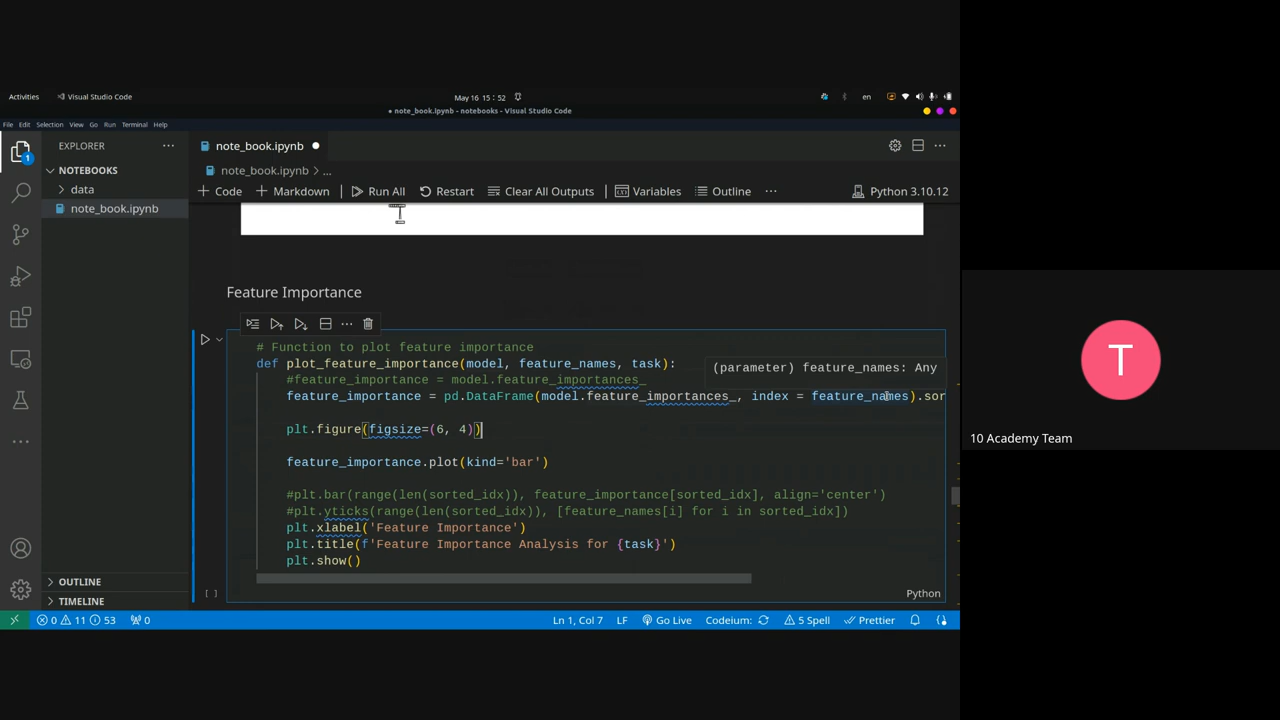 Activities
Visual Studio Code
May 16 15:52
en
● note_book.ipynb - notebooks - Visual Studio Code
File Edit Selection View Go Run Terminal Help
EXPLORER
NOTEBOOKS
data
note_book.ipynb
1
note_book.ipynb
note_book.ipynb > ...
+ Code
+ Markdown
Run All
Restart
Clear All Outputs
Variables
Outline
Python 3.10.12
Feature Importance
# Function to plot feature importance
def plot_feature_importance(model, feature_names, task):
(parameter) feature_names: Any
#feature_importance = model.feature_importances_
feature_importance = pd.DataFrame(model.feature_importances_, index = feature_names).sor
plt.figure(figsize=(6, 4))
feature_importance.plot(kind='bar')
#plt.bar(range(len(sorted_idx)), feature_importance[sorted_idx], align='center')
#plt.yticks(range(len(sorted_idx)), [feature_names[i] for i in sorted_idx])
plt.xlabel('Feature Importance')
plt.title(f'Feature Importance Analysis for {task}')
plt.show()
[ ]
Python
OUTLINE
TIMELINE
0 11 53
0
Ln 1, Col 7
LF
Go Live
Codeium:
5 Spell
Prettier
T
10 Academy Team